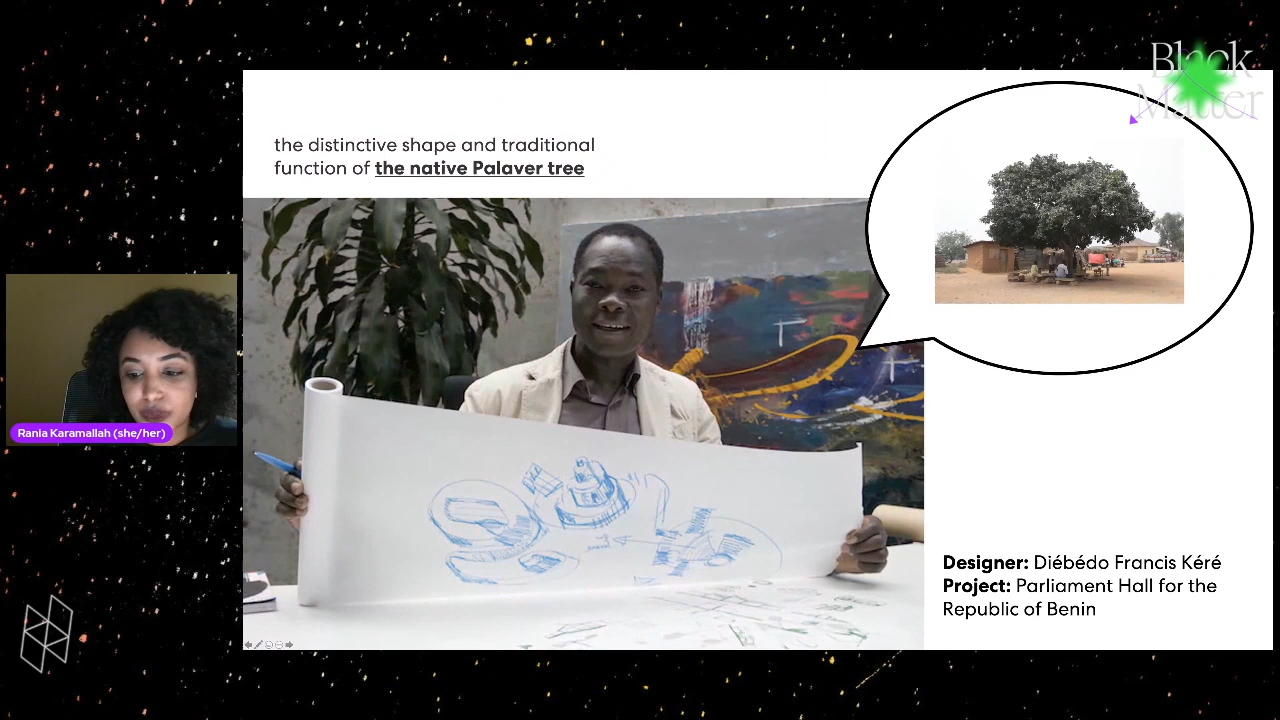 Black
Matter
the distinctive shape and traditional
function of the native Palaver tree
Rania Karamallah (she/her)
Designer: Diébédo Francis Kéré
Project: Parliament Hall for the
Republic of Benin